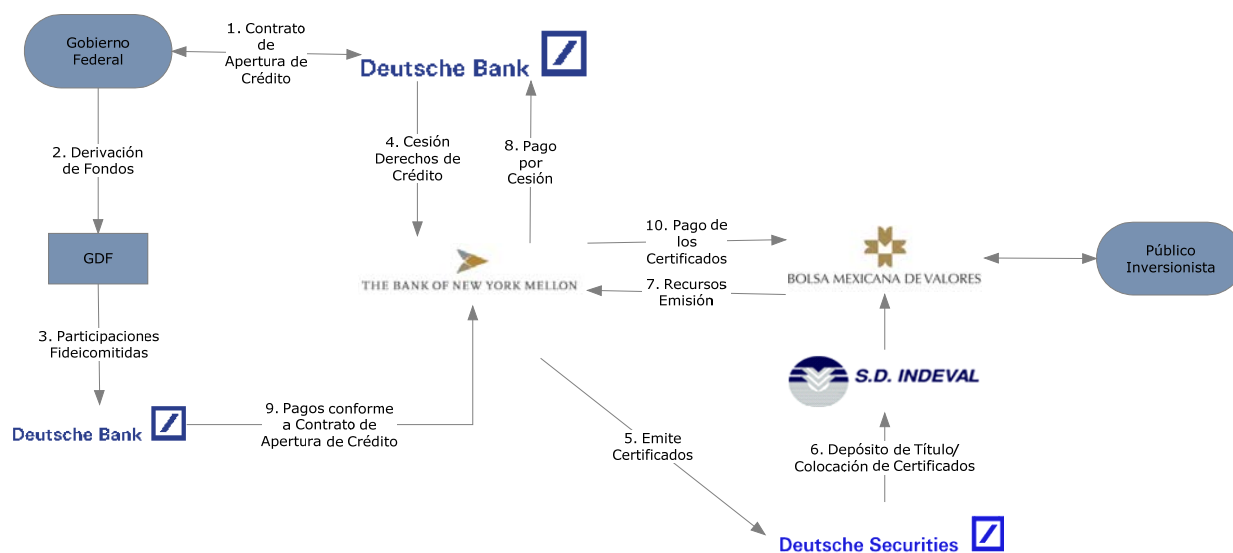 Gobierno
Federal
1. Contrato
de
Apertura de
Crédito
Deutsche Bank
2. Derivación
de Fondos
4. Cesión
Derechos de
Crédito
8. Pago
por
Cesión
GDF
THE BANK OF NEW YORK MELLON
10. Pago de
los
Certificados
7. Recursos
Emisión
BOLSA MEXICANA DE VALORES
Público
Inversionista
3. Participaciones
Fideicomitidas
S.D. INDEVAL
Deutsche Bank
9. Pagos conforme
a Contrato de
Apertura de Crédito
5. Emite
Certificados
6. Depósito de Título/
Colocación de Certificados
Deutsche Securities